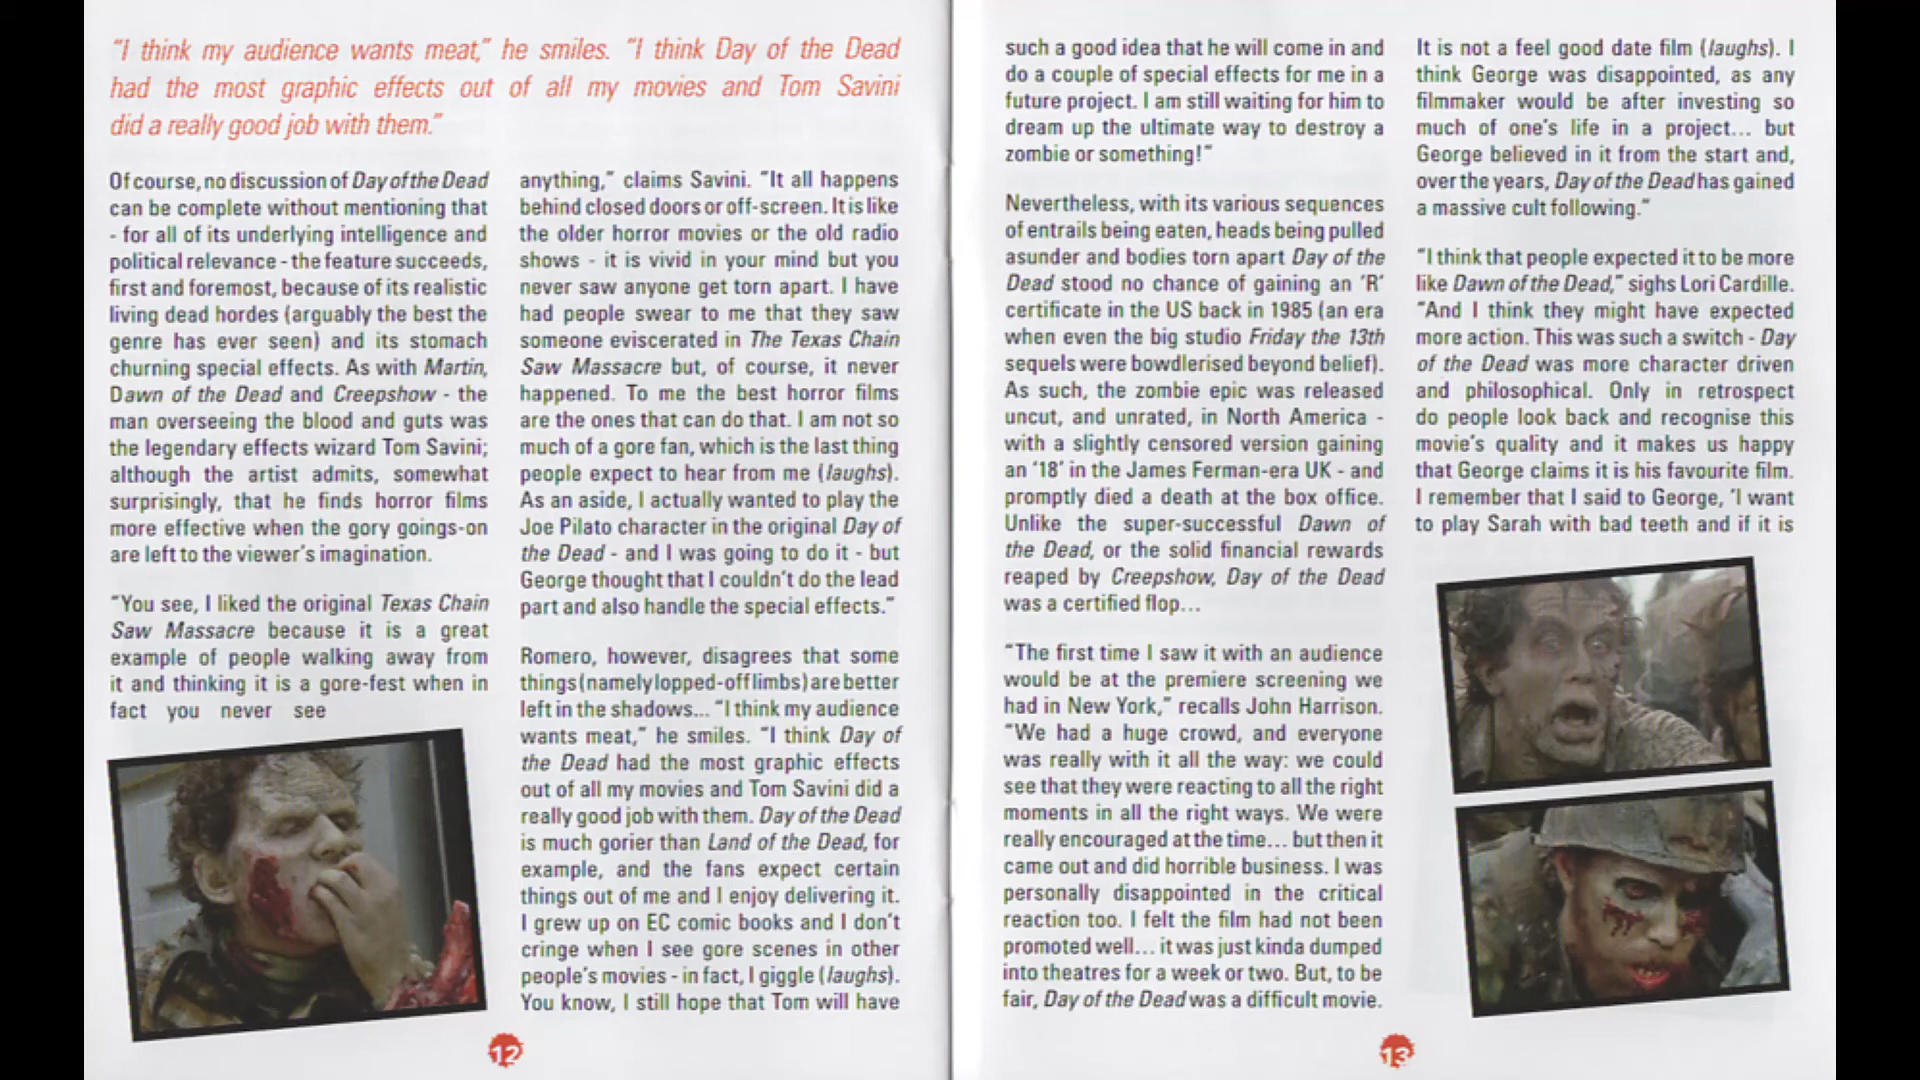 "I think my audience wants meat," he smiles. "I think Day of the Dead
had the most graphic effects out of all my movies and Tom Savini
did a really good job with them."
Of course, no discussion of Day of the Dead
can be complete without mentioning that
- for all of its underlying intelligence and
political relevance - the feature succeeds,
first and foremost, because of its realistic
living dead hordes (arguably the best the
genre has ever seen) and its stomach
churning special effects. As with Martin,
Dawn of the Dead and Creepshow - the
man overseeing the blood and guts was
the legendary effects wizard Tom Savini;
although the artist admits, somewhat
surprisingly, that he finds horror films
more effective when the gory goings-on
are left to the viewer's imagination.
"You see, I liked the original Texas Chain
Saw Massacre because it is a great
example of people walking away from
it and thinking it is a gore-fest when in
fact you never see
anything," claims Savini. "It all happens
behind closed doors or off-screen. It is like
the older horror movies or the old radio
shows - it is vivid in your mind but you
never saw anyone get torn apart. I have
had people swear to me that they saw
someone eviscerated in The Texas Chain
Saw Massacre but, of course, it never
happened. To me the best horror films
are the ones that can do that. I am not so
much of a gore fan, which is the last thing
people expect to hear from me (laughs).
As an aside, I actually wanted to play the
Joe Pilato character in the original Day of
the Dead - and I was going to do it - but
George thought that I couldn't do the lead
part and also handle the special effects."
Romero, however, disagrees that some
things (namely lopped-off limbs) are better
left in the shadows... "I think my audience
wants meat," he smiles. "I think Day of
the Dead had the most graphic effects
out of all my movies and Tom Savini did a
really good job with them. Day of the Dead
is much gorier than Land of the Dead, for
example, and the fans expect certain
things out of me and I enjoy delivering it.
I grew up on EC comic books and I don't
cringe when I see gore scenes in other
people's movies - in fact, I giggle (laughs).
You know, I still hope that Tom will have
12
such a good idea that he will come in and
do a couple of special effects for me in a
future project. I am still waiting for him to
dream up the ultimate way to destroy a
zombie or something!"
Nevertheless, with its various sequences
of entrails being eaten, heads being pulled
asunder and bodies torn apart Day of the
Dead stood no chance of gaining an 'R'
certificate in the US back in 1985 (an era
when even the big studio Friday the 13th
sequels were bowdlerised beyond belief).
As such, the zombie epic was released
uncut, and unrated, in North America -
with a slightly censored version gaining
an '18' in the James Ferman-era UK - and
promptly died a death at the box office.
Unlike the super-successful Dawn of
the Dead, or the solid financial rewards
reaped by Creepshow, Day of the Dead
was a certified flop...
"The first time I saw it with an audience
would be at the premiere screening we
had in New York," recalls John Harrison.
"We had a huge crowd, and everyone
was really with it all the way: we could
see that they were reacting to all the right
moments in all the right ways. We were
really encouraged at the time... but then it
came out and did horrible business. I was
personally disappointed in the critical
reaction too. I felt the film had not been
promoted well... it was just kinda dumped
into theatres for a week or two. But, to be
fair, Day of the Dead was a difficult movie.
It is not a feel good date film (laughs). I
think George was disappointed, as any
filmmaker would be after investing so
much of one's life in a project... but
George believed in it from the start and,
over the years, Day of the Dead has gained
a massive cult following."
"I think that people expected it to be more
like Dawn of the Dead," sighs Lori Cardille.
"And I think they might have expected
more action. This was such a switch - Day
of the Dead was more character driven
and philosophical. Only in retrospect
do people look back and recognise this
movie's quality and it makes us happy
that George claims it is his favourite film.
I remember that I said to George, 'I want
to play Sarah with bad teeth and if it is
13